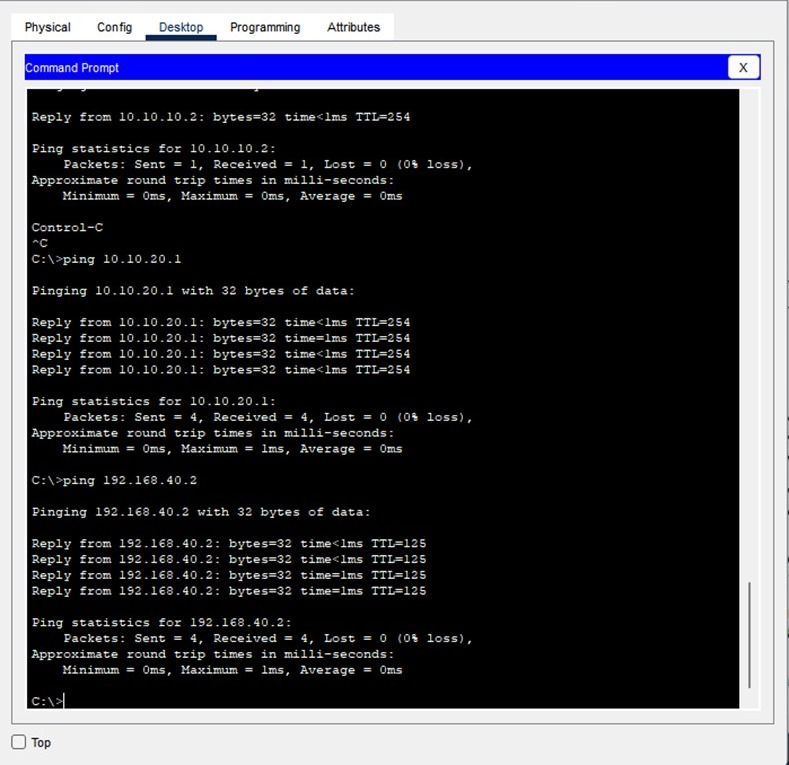 Physical Config Desktop Programming Attributes
Command Prompt X
Reply from 10.10.10.2: bytes=32 time<1ms TTL=254
Ping statistics for 10.10.10.2:
Packets: Sent = 1, Received = 1, Lost = 0 (0% loss),
Approximate round trip times in milli-seconds:
Minimum = 0ms, Maximum = 0ms, Average = 0ms
Control-C
^C
C:\>ping 10.10.20.1
Pinging 10.10.20.1 with 32 bytes of data:
Reply from 10.10.20.1: bytes=32 time<1ms TTL=254
Reply from 10.10.20.1: bytes=32 time=1ms TTL=254
Reply from 10.10.20.1: bytes=32 time<1ms TTL=254
Reply from 10.10.20.1: bytes=32 time<1ms TTL=254
Ping statistics for 10.10.20.1:
Packets: Sent = 4, Received = 4, Lost = 0 (0% loss),
Approximate round trip times in milli-seconds:
Minimum = 0ms, Maximum = 1ms, Average = 0ms
C:\>ping 192.168.40.2
Pinging 192.168.40.2 with 32 bytes of data:
Reply from 192.168.40.2: bytes=32 time<1ms TTL=125
Reply from 192.168.40.2: bytes=32 time<1ms TTL=125
Reply from 192.168.40.2: bytes=32 time=1ms TTL=125
Reply from 192.168.40.2: bytes=32 time=1ms TTL=125
Ping statistics for 192.168.40.2:
Packets: Sent = 4, Received = 4, Lost = 0 (0% loss),
Approximate round trip times in milli-seconds:
Minimum = 0ms, Maximum = 1ms, Average = 0ms
C:\>
Top